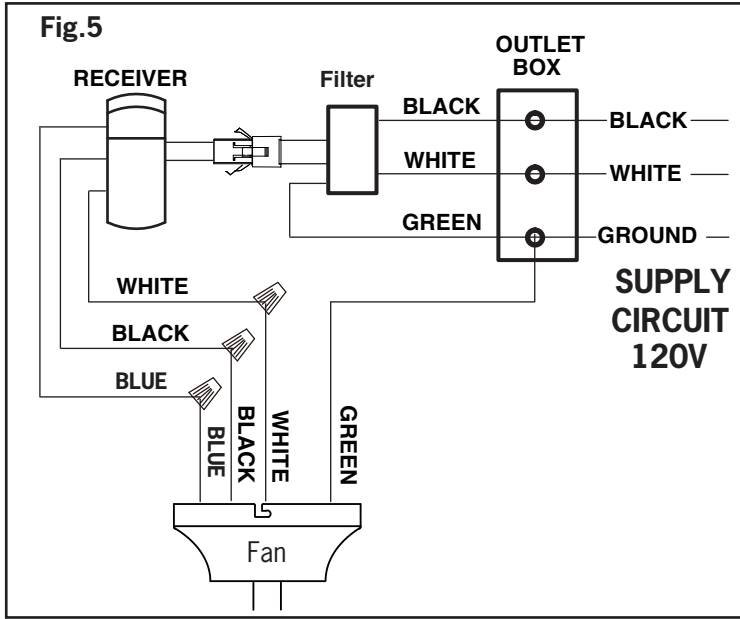 Fig.5
OUTLET
BOX
RECEIVER
Filter
BLACK
BLACK
WHITE
WHITE
GREEN
GROUND
SUPPLY
CIRCUIT
120V
WHITE
BLACK
BLUE
BLUE
BLACK
WHITE
GREEN
Fan